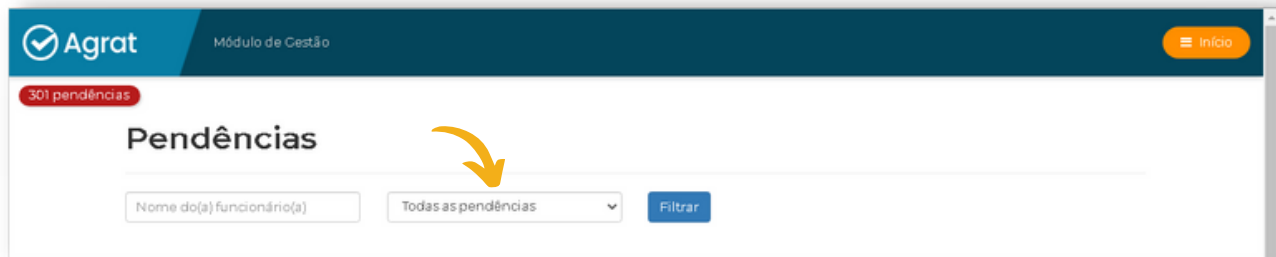 Agrat
Módulo de Gestão
Início
301 pendências
Pendências
Nome do(a) funcionário(a)
Todas as pendências
Filtrar